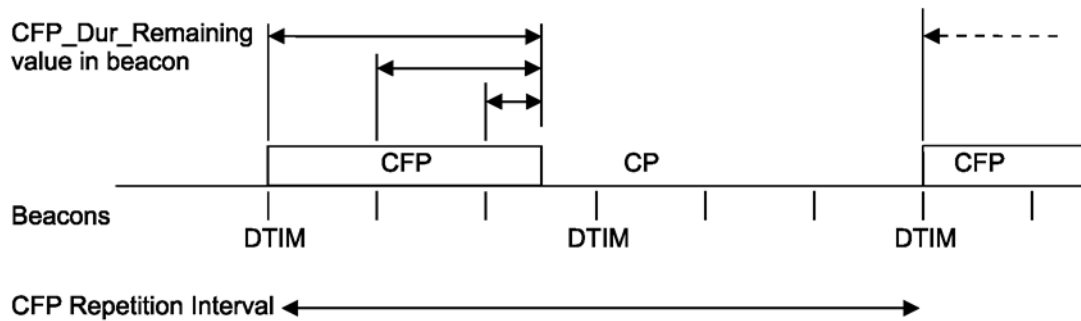 CFP_Dur_Remaining
value in beacon
CFP
CP
CFP
Beacons
DTIM
DTIM
DTIM
CFP Repetition Interval